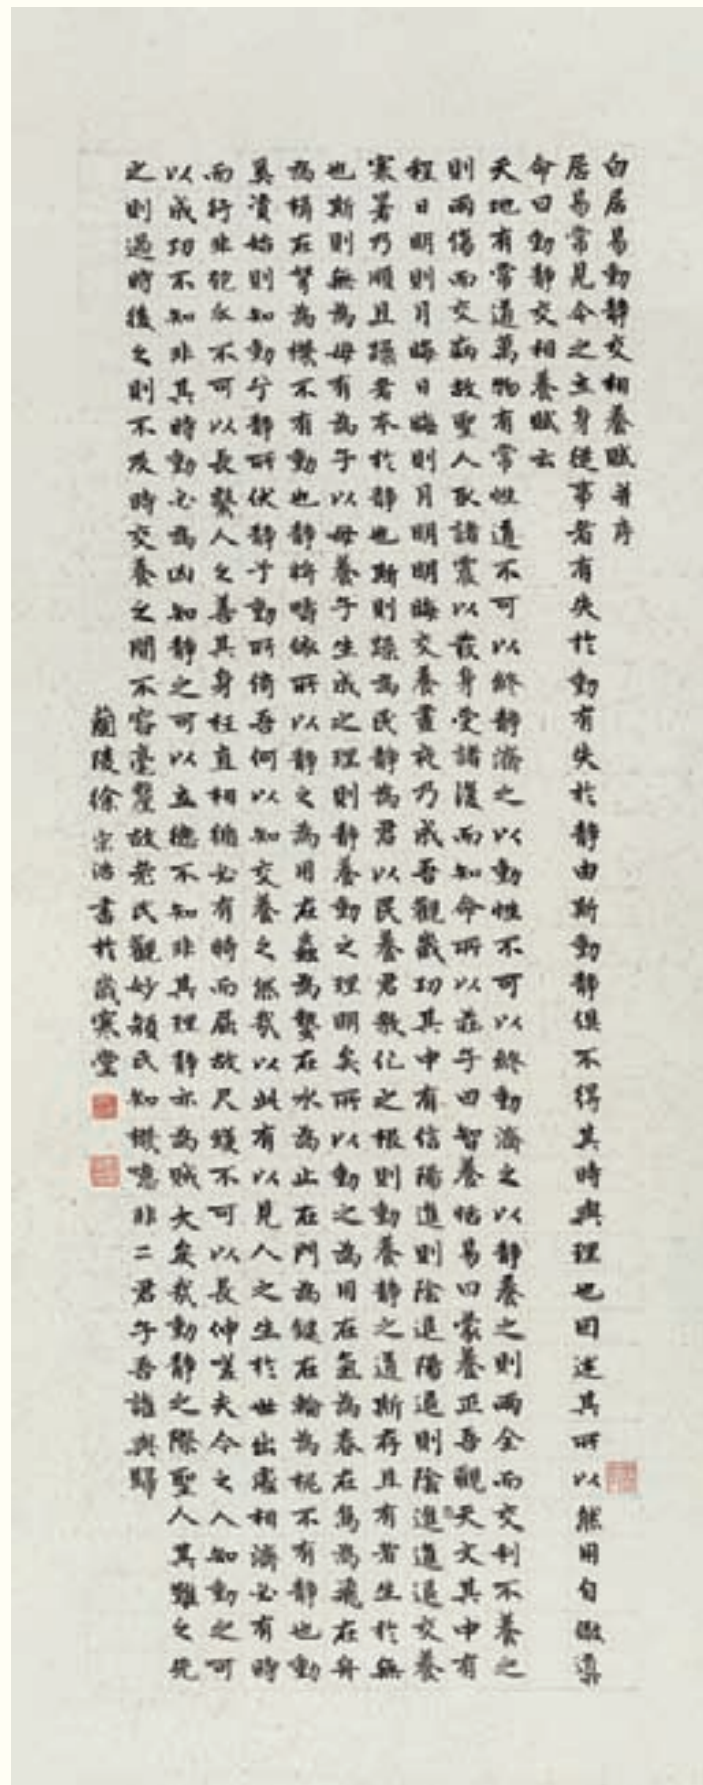 白居易動靜交相養賦并序
居易常見今之立身從事者有失於動有失於靜由斯動靜俱不得其時與理也因述其所以然用自儆導
命曰動靜交相養賦云
天地有常道萬物有常性道不可以終靜濟之以動性不可以終動濟之以靜養之則兩全而交利不養之
則兩傷而交病故聖人取諸震以發身受諸復而知命所以莊子曰智養恬易曰蒙養正吾觀天文其中有
程日明則月晦日晦則月明明晦交養晝夜乃成吾觀歲功其中有信陽進則陰退陽退則陰進進退交養
寒暑乃順且躁者本於靜也斯則躁為民靜為君以民養君教化之根則動養靜之道斯存且有者生於無
也斯則無為母有為子以母養子生成之理則靜養動之理明矣所以動之為用在氣為春在鳥為飛在舟
為楫在弩為機不有動也靜將疇依所以靜之為用在蟲為蟄在水為止在門為鍵在輪為柅不有靜也動
奚資始則知動兮靜所伏靜兮動所倚吾何以知交養之然哉以此有以見人之生於世出處相濟必有時
而行非匏瓜不可以長繫人之善其身枉直相循必有時而屈故尺蠖不可以長伸嗟夫今之人知動之可
以成功不知非其時動必為凶知靜之可以立德不知非其理靜亦為賊大矣哉動靜之際聖人其難之先
之則過時後之則不及時交養之間不容毫釐故老氏觀妙顏氏知機噫非二君子吾誰與歸
蘭陵徐宗浩書於歲寒堂